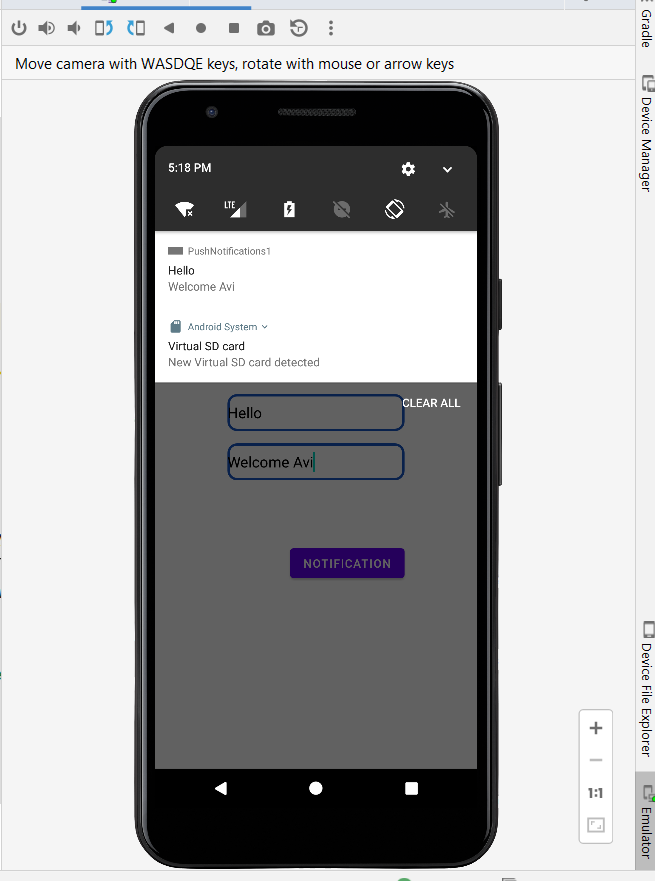 Move camera with WASDQE keys, rotate with mouse or arrow keys
5:18 PM
LTE
PushNotifications1
Hello
Welcome Avi
Android System
Virtual SD card
New Virtual SD card detected
CLEAR ALL
Hello
Welcome Avi
NOTIFICATION
1:1
Gradle
Device Manager
Device File Explorer
Emulator